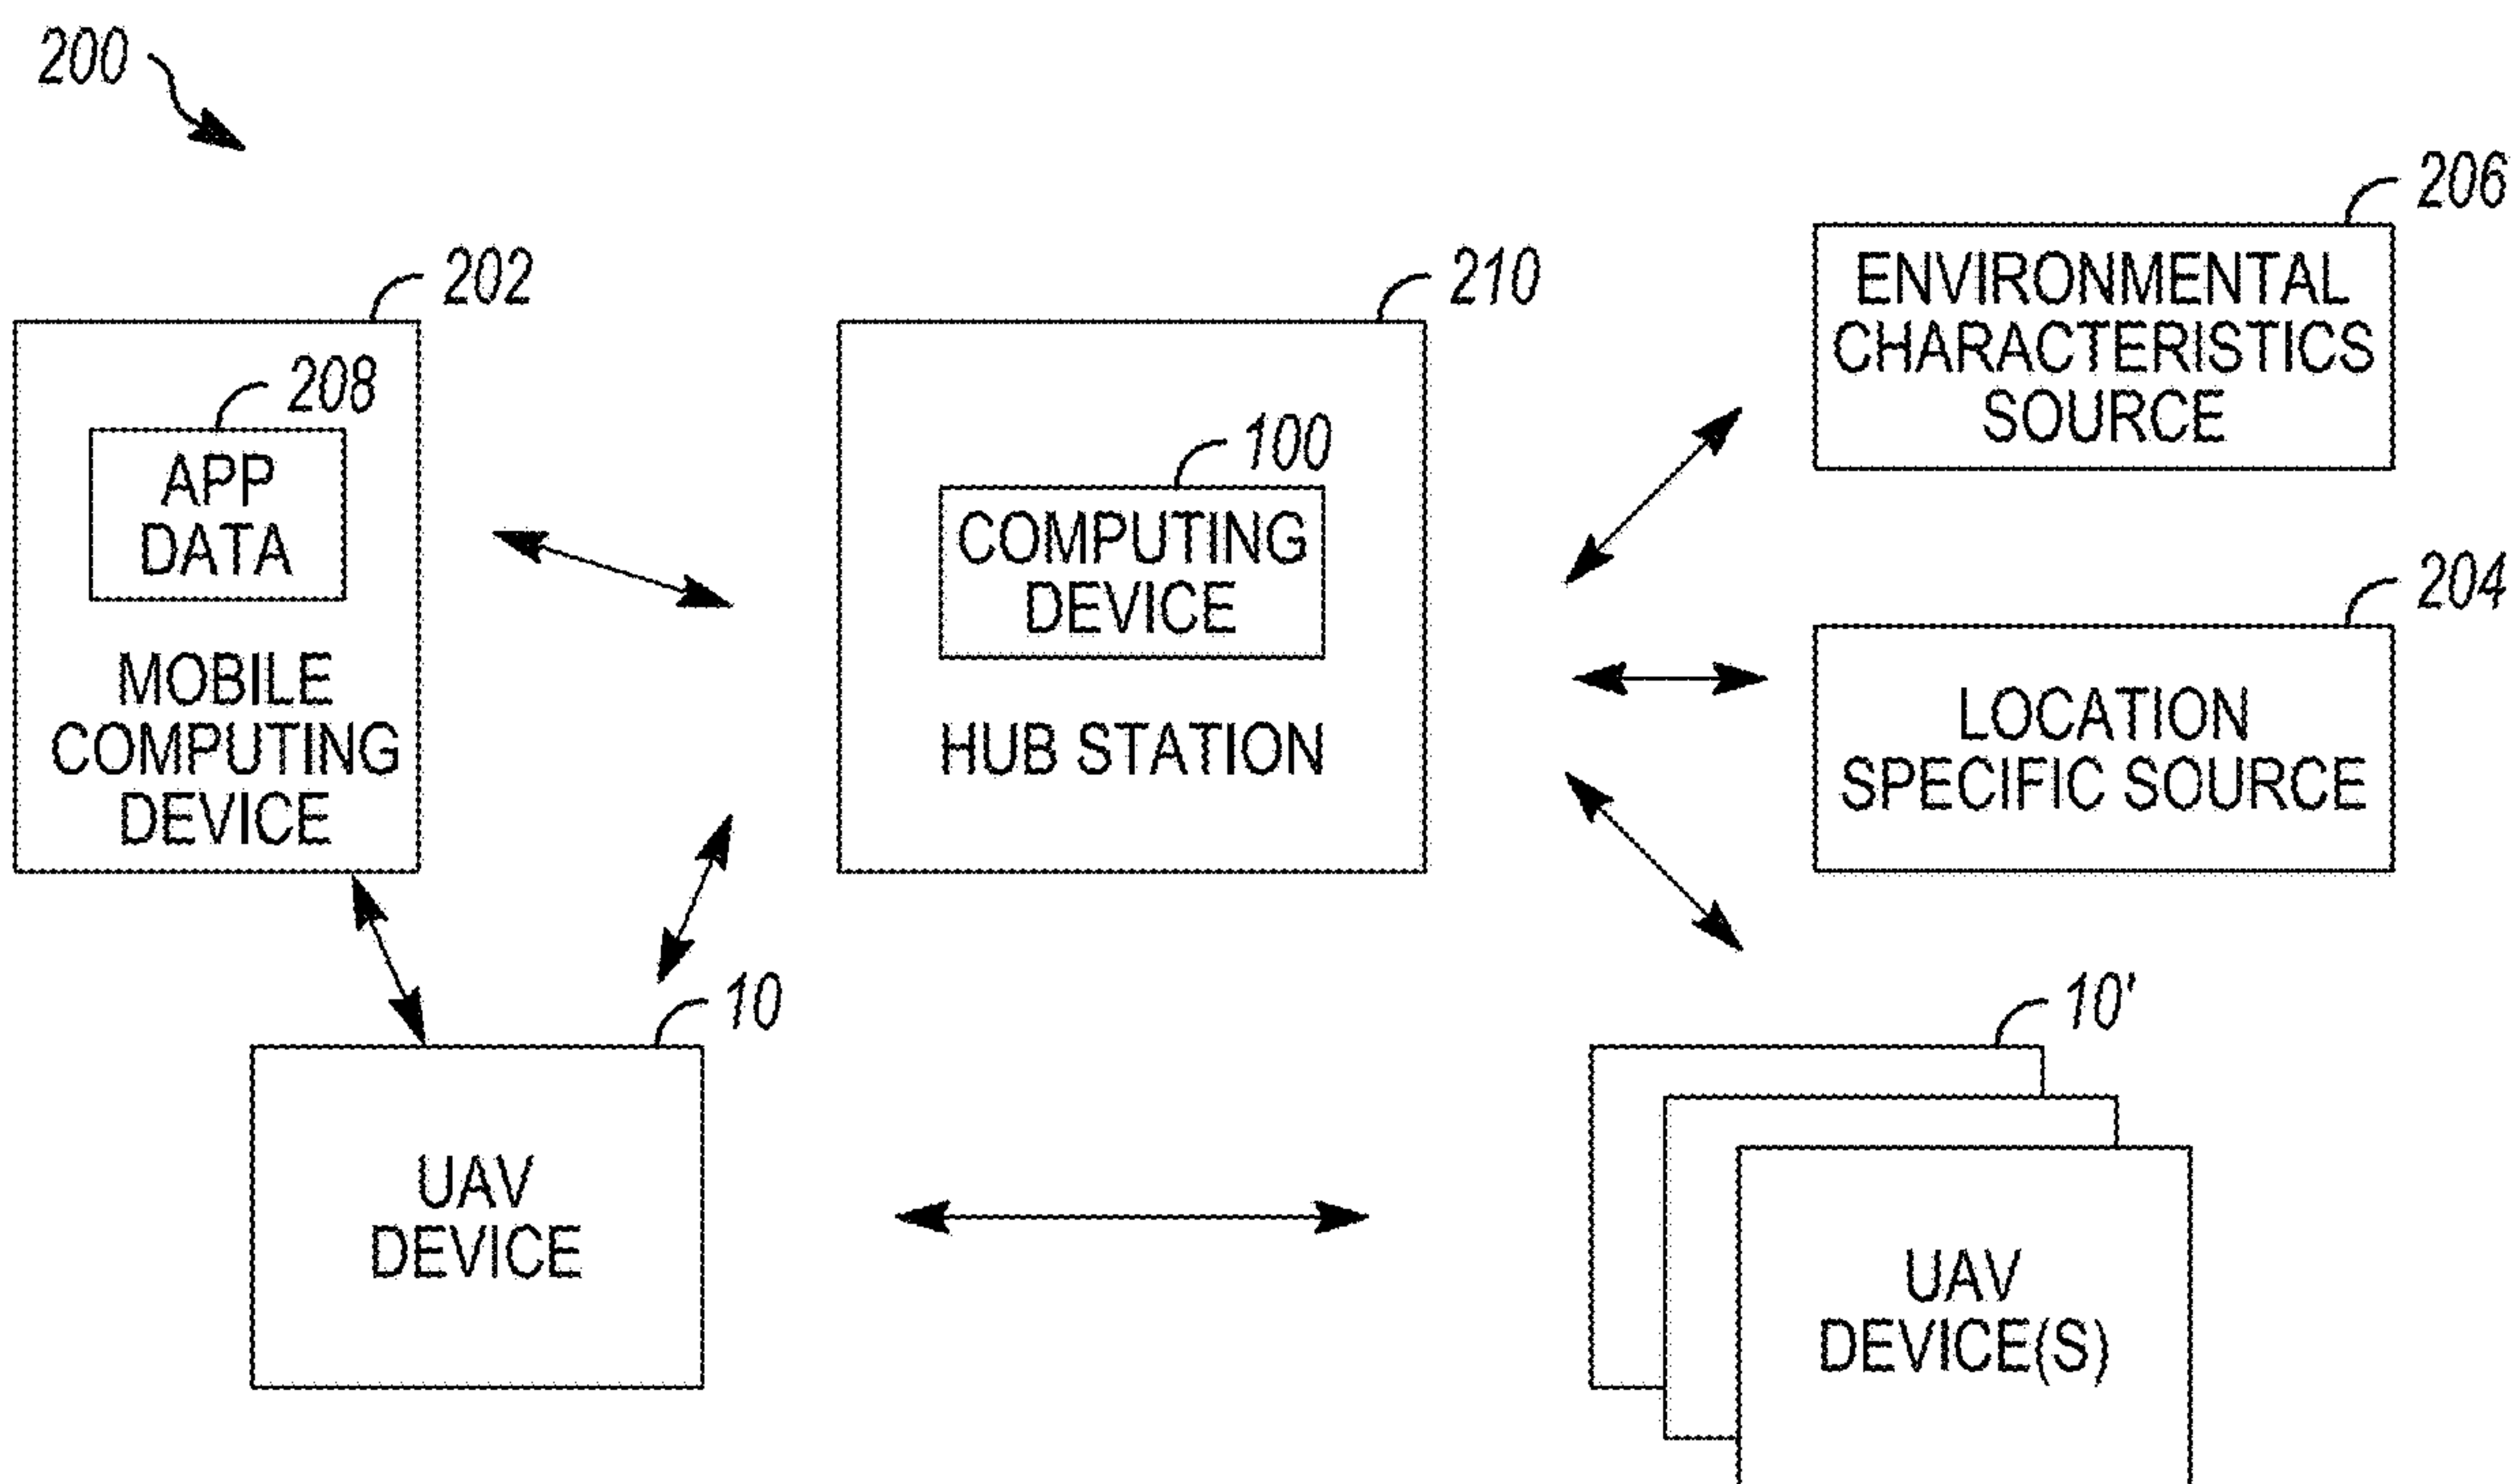 200
206
ENVIRONMENTAL
CHARACTERISTICS
SOURCE
202
208
APP
DATA
MOBILE
COMPUTING
DEVICE
210
100
COMPUTING
DEVICE
HUB STATION
204
LOCATION
SPECIFIC SOURCE
10
UAV
DEVICE
10'
UAV
DEVICE(S)